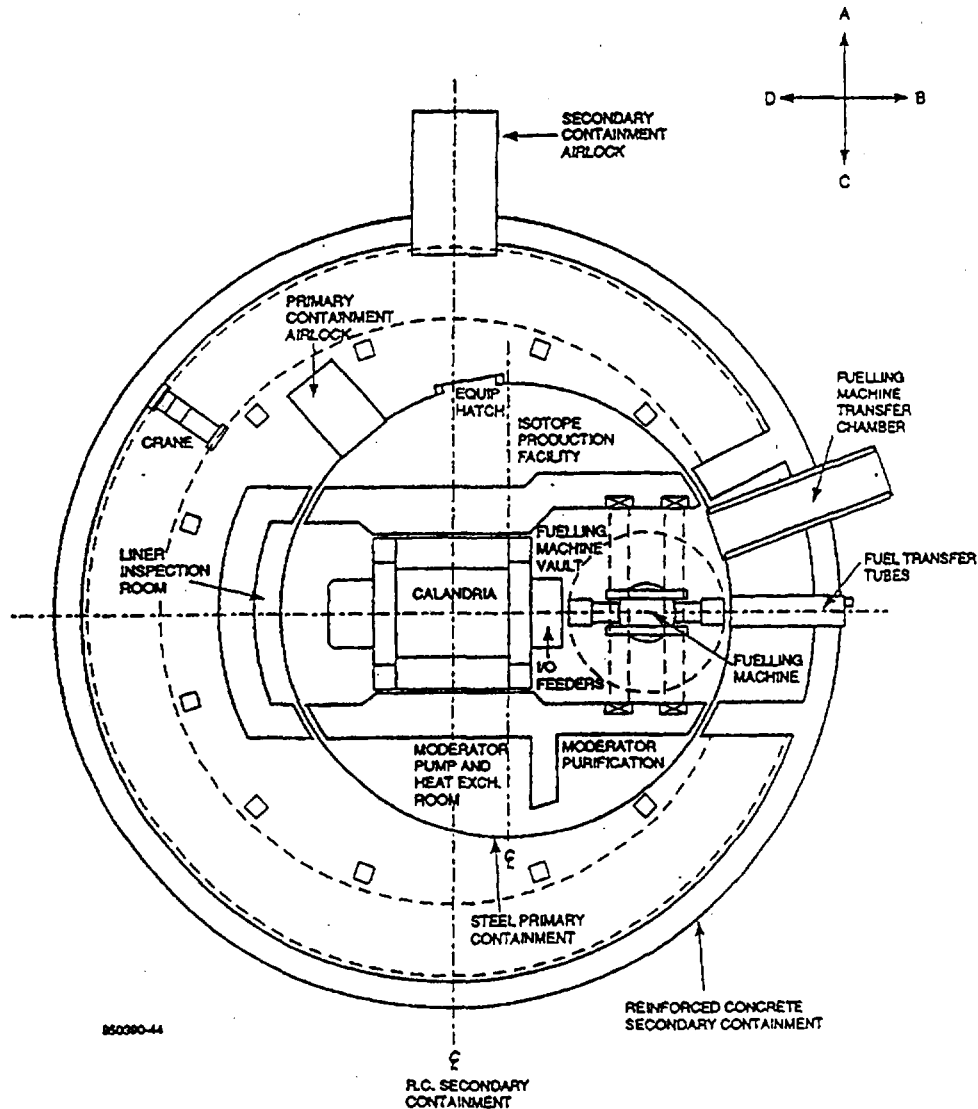 A
D
B
C
SECONDARY
CONTAINMENT
AIRLOCK
PRIMARY
CONTAINMENT
AIRLOCK
EQUIP
HATCH
CRANE
ISOTOPE
PRODUCTION
FACILITY
FUELLING
MACHINE
TRANSFER
CHAMBER
LINER
INSPECTION
ROOM
FUELLING
MACHINE
VAULT
CALANDRIA
FUEL TRANSFER
TUBES
I/O
FEEDERS
FUELLING
MACHINE
MODERATOR
PUMP AND
HEAT EXCH.
ROOM
MODERATOR
PURIFICATION
℄
STEEL PRIMARY
CONTAINMENT
REINFORCED CONCRETE
SECONDARY CONTAINMENT
850390-44
℄
R.C. SECONDARY
CONTAINMENT